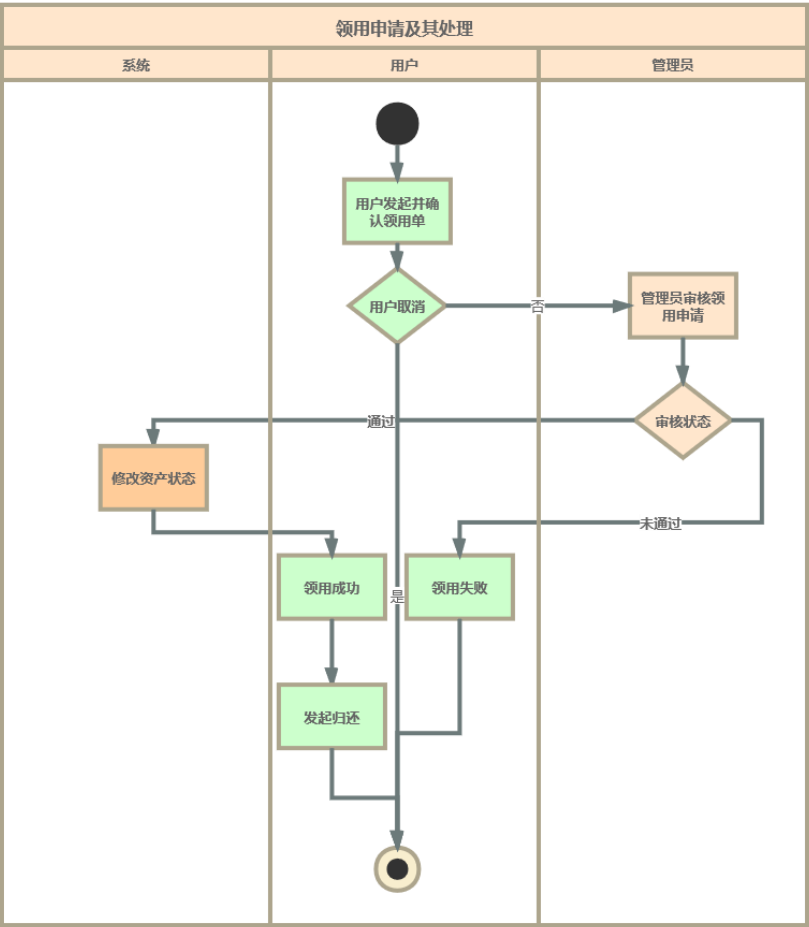 领用申请及其处理
系统
用户
管理员
用户发起并确
认领用单
用户取消
否
管理员审核领
用申请
通过
审核状态
修改资产状态
未通过
领用成功
是
领用失败
发起归还